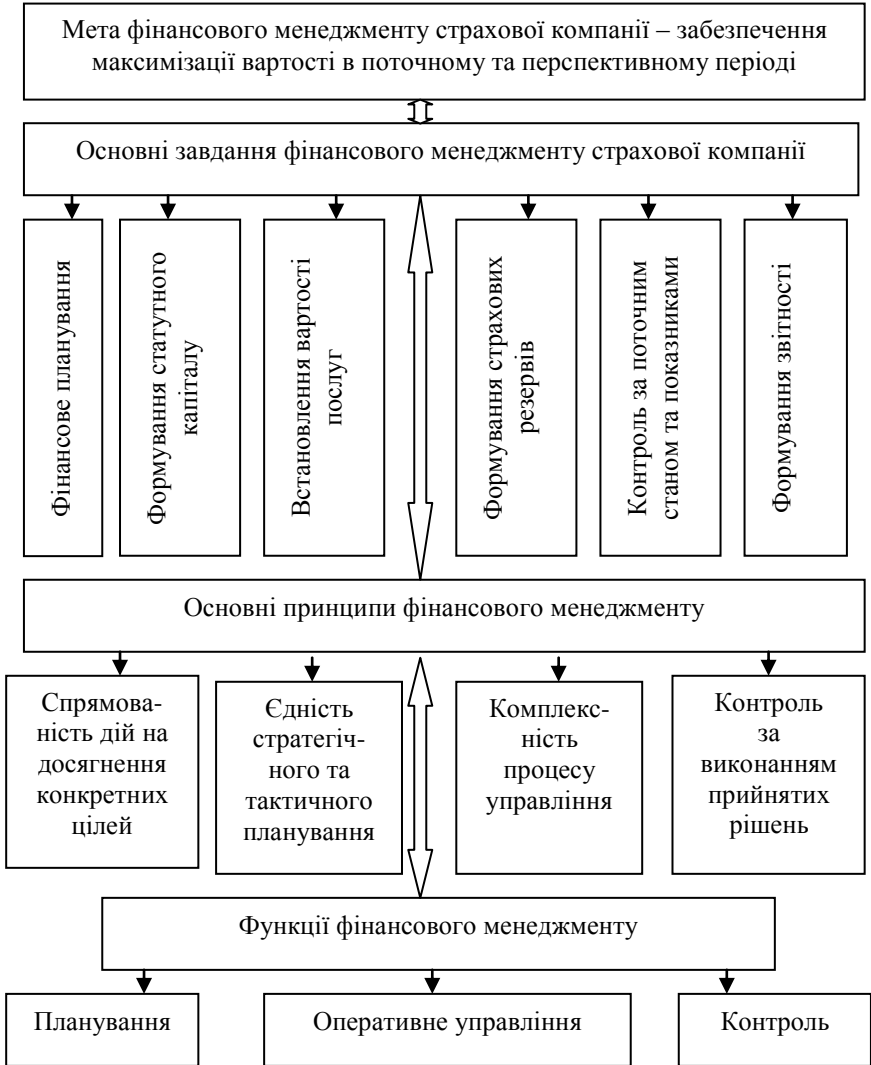 Мета фінансового менеджменту страхової компанії – забезпечення
максимізації вартості в поточному та перспективному періоді
Основні завдання фінансового менеджменту страхової компанії
Фінансове планування
Формування статутного
капіталу
Встановлення вартості
послуг
Формування страхових
резервів
Контроль за поточним
станом та показниками
Формування звітності
Основні принципи фінансового менеджменту
Спрямова-
ність дій на
досягнення
конкретних
цілей
Єдність
стратегіч-
ного та
тактичного
планування
Комплекс-
ність
процесу
управління
Контроль
за
виконанням
прийнятих
рішень
Функції фінансового менеджменту
Планування
Оперативне управління
Контроль